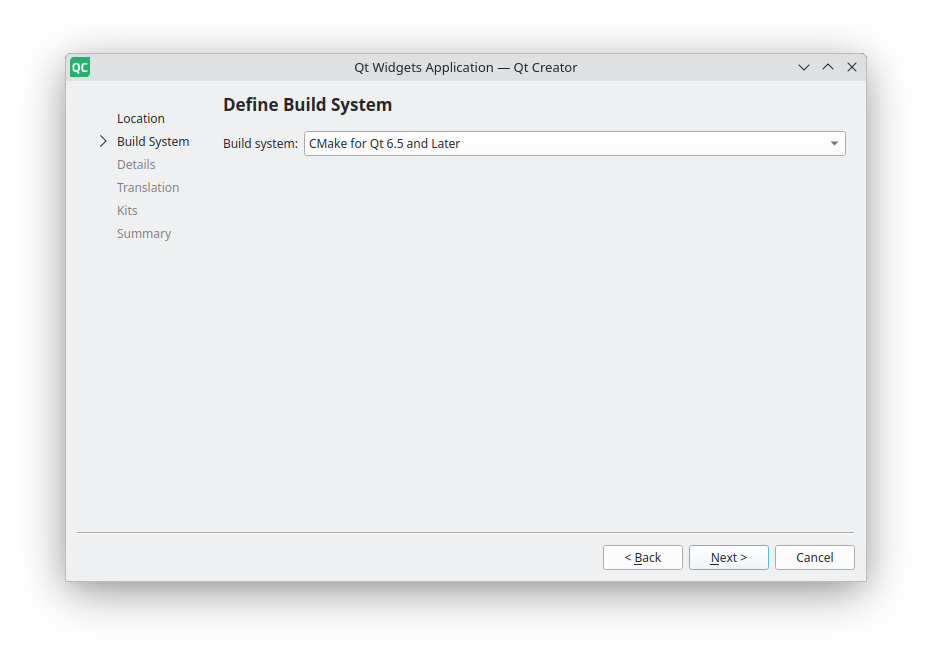 QC
Qt Widgets Application — Qt Creator
Location
Build System
Details
Translation
Kits
Summary
Define Build System
Build system: CMake for Qt 6.5 and Later
< Back
Next >
Cancel